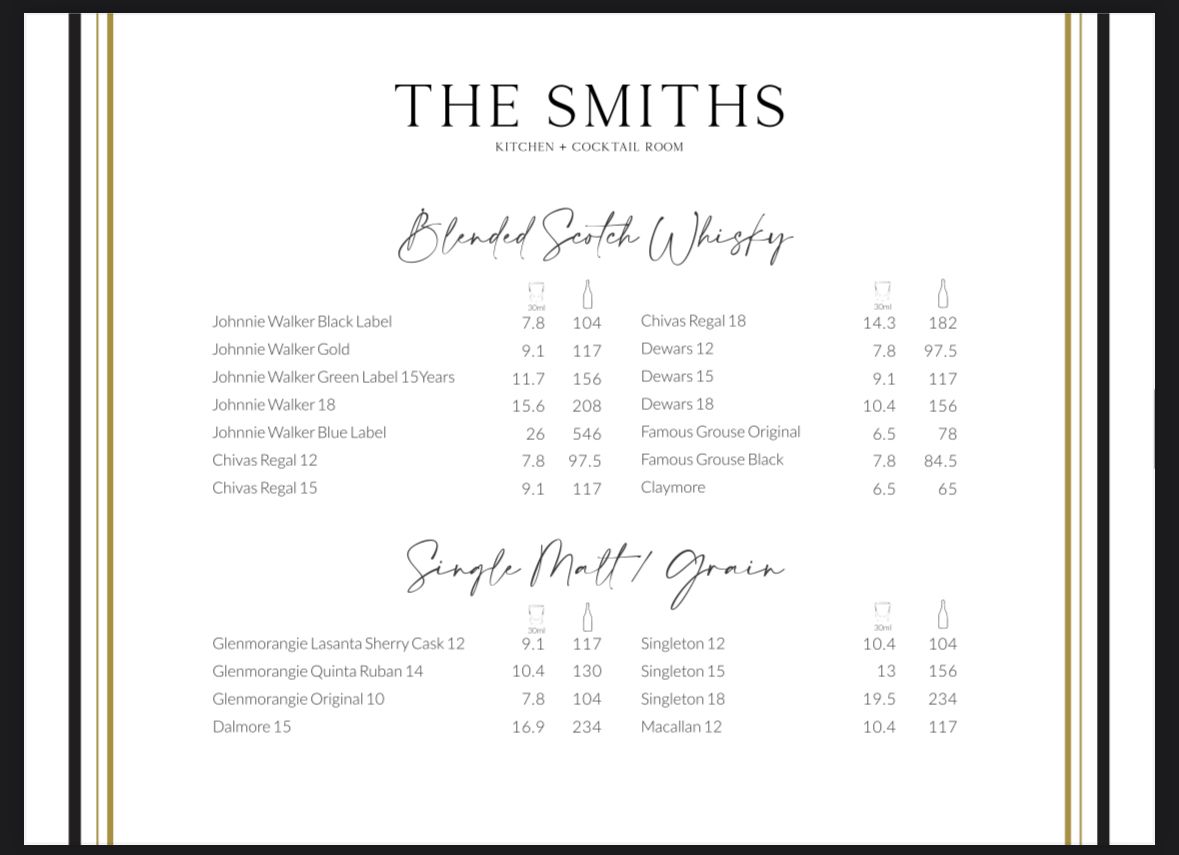 THE SMITHS
KITCHEN + COCKTAIL ROOM
Blended Scotch Whisky
30ml
Johnnie Walker Black Label 7.8 104
Johnnie Walker Gold 9.1 117
Johnnie Walker Green Label 15Years 11.7 156
Johnnie Walker 18 15.6 208
Johnnie Walker Blue Label 26 546
Chivas Regal 12 7.8 97.5
Chivas Regal 15 9.1 117
30ml
Chivas Regal 18 14.3 182
Dewars 12 7.8 97.5
Dewars 15 9.1 117
Dewars 18 10.4 156
Famous Grouse Original 6.5 78
Famous Grouse Black 7.8 84.5
Claymore 6.5 65
Single Malt / Grain
30ml
Glenmorangie Lasanta Sherry Cask 12 9.1 117
Glenmorangie Quinta Ruban 14 10.4 130
Glenmorangie Original 10 7.8 104
Dalmore 15 16.9 234
30ml
Singleton 12 10.4 104
Singleton 15 13 156
Singleton 18 19.5 234
Macallan 12 10.4 117